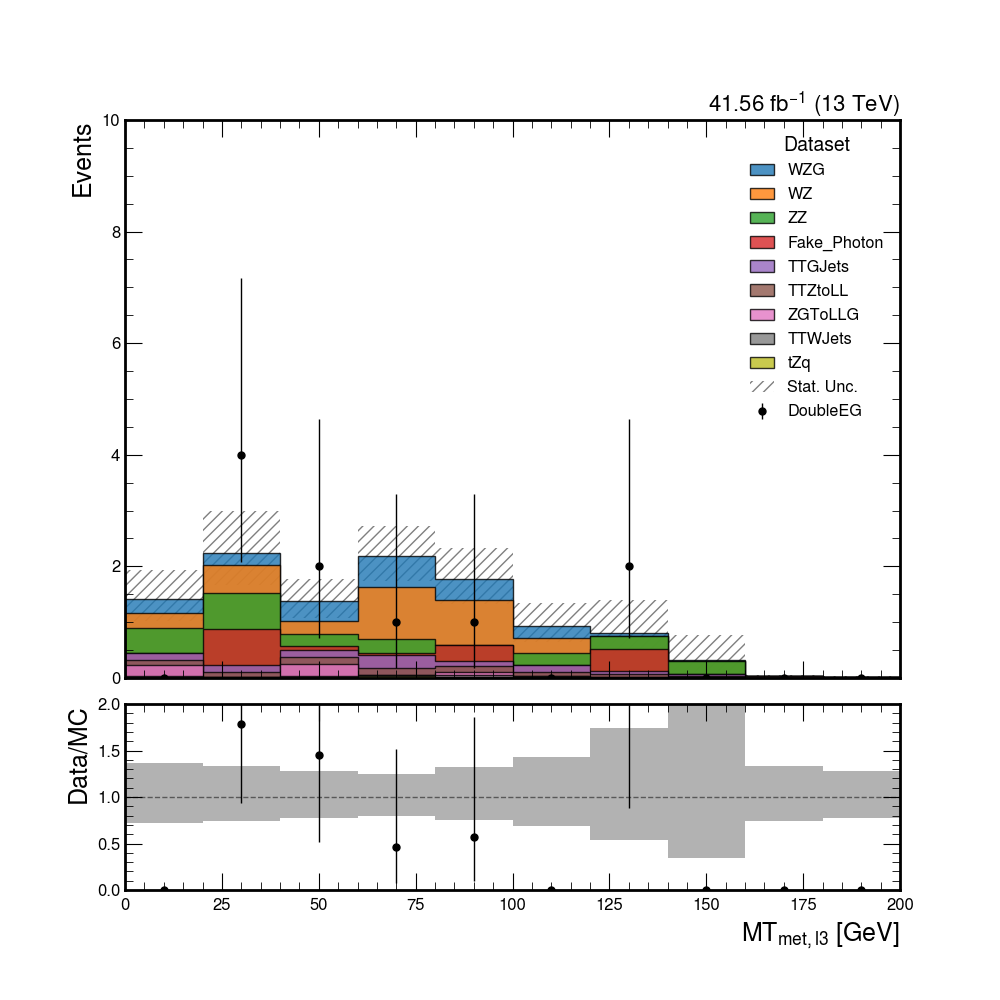 41.56 fb⁻¹ (13 TeV)
Events
10
8
6
4
2
0
Dataset
WZG
WZ
ZZ
Fake_Photon
TTGJets
TTZtoLL
ZGToLLG
TTWJets
tZq
Stat. Unc.
DoubleEG
Data/MC
2.0
1.5
1.0
0.5
0.0
0 25 50 75 100 125 150 175 200
MT_met, l3 [GeV]